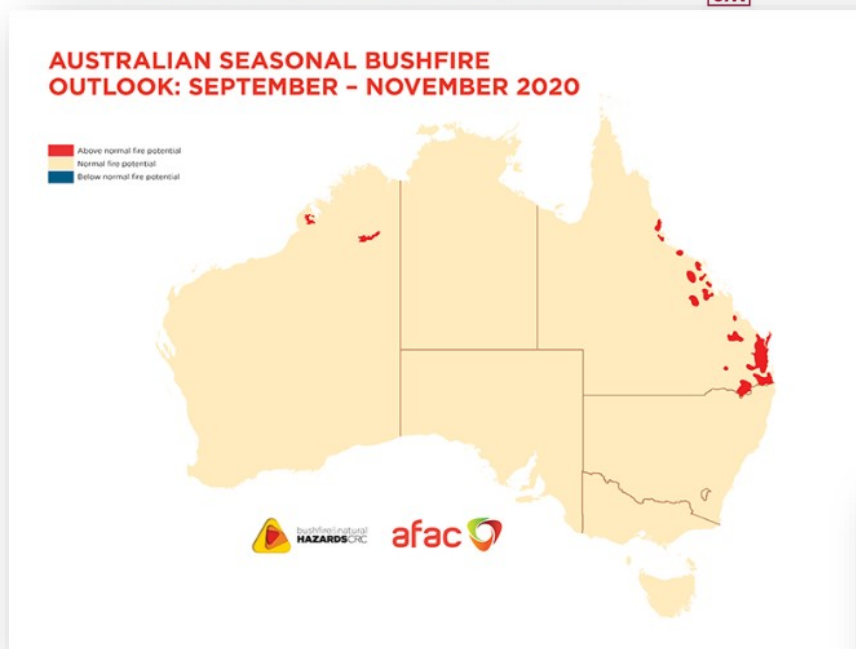 AUSTRALIAN SEASONAL BUSHFIRE
OUTLOOK: SEPTEMBER – NOVEMBER 2020
Above normal fire potential
Normal fire potential
Below normal fire potential
bushfire&natural
HAZARDSCRC
afac